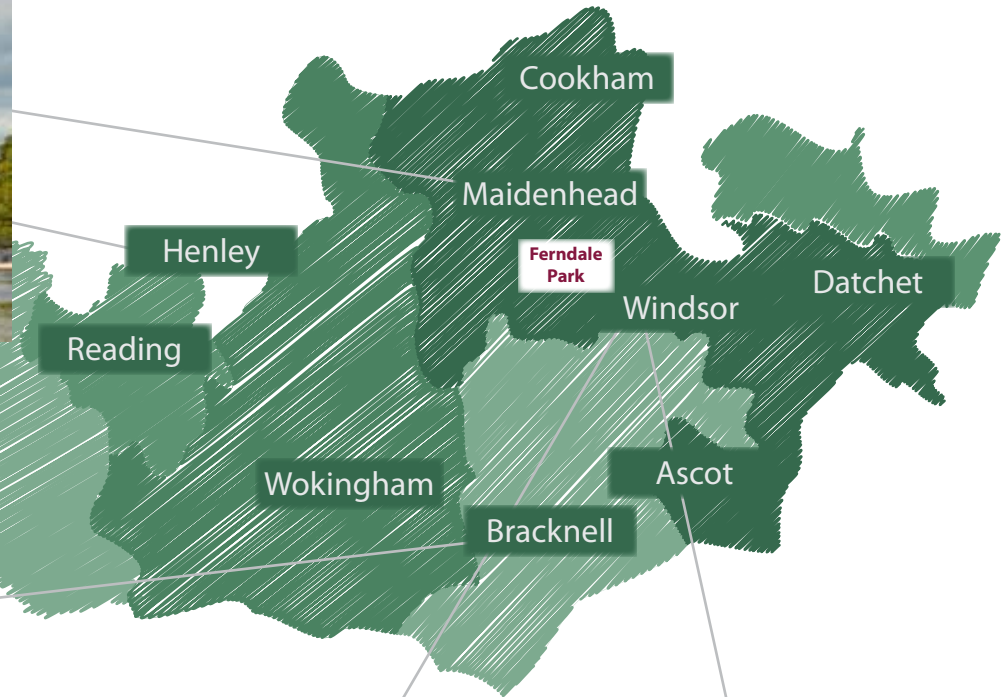 Cookham
Maidenhead
Henley
Ferndale
Park
Datchet
Windsor
Reading
Ascot
Wokingham
Bracknell